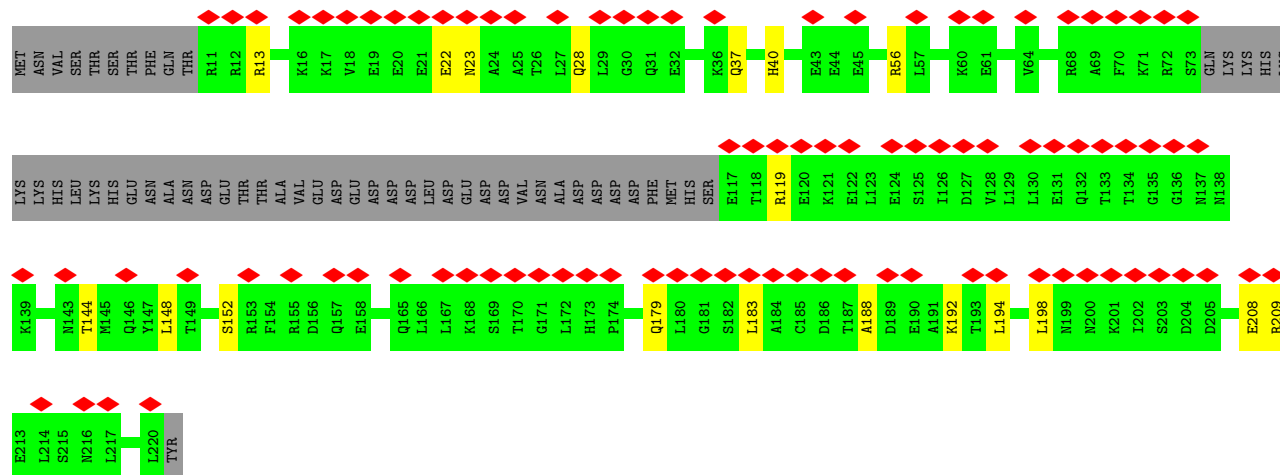 MET ASN VAL SER THR SER THR PHE GLN THR R11 R12 R13 K16 K17 V18 E19 E20 E21 E22 N23 A24 A25 T26 L27 Q28 L29 G30 Q31 E32 K36 Q37 H40 E43 E44 E45 R56 L57 K60 E61 V64 R68 A69 F70 K71 R72 S73 GLN LYS LYS HIS
LYS LYS HIS LEU LYS HIS GLU ASN ALA ASN ASP GLU THR THR ALA VAL GLU ASP GLU ASP ASP ASP LEU ASP GLU ASP ASP VAL ASN ALA ASP ASP ASP ASP PHE MET HIS SER E117 T118 R119 E120 K121 E122 L123 E124 S125 I126 D127 V128 L129 L130 E131 Q132 T133 T134 G135 G136 N137 N138
K139 N143 T144 M145 Q146 Y147 L148 T149 S152 R153 F154 R155 D156 Q157 E158 Q165 L166 L167 K168 S169 T170 G171 L172 H173 P174 Q179 L180 G181 S182 L183 A184 C185 D186 T187 A188 D189 E190 A191 K192 T193 L194 L198 N199 N200 K201 I202 S203 D204 D205 E208 R209
E213 L214 S215 N216 L217 L220 TYR